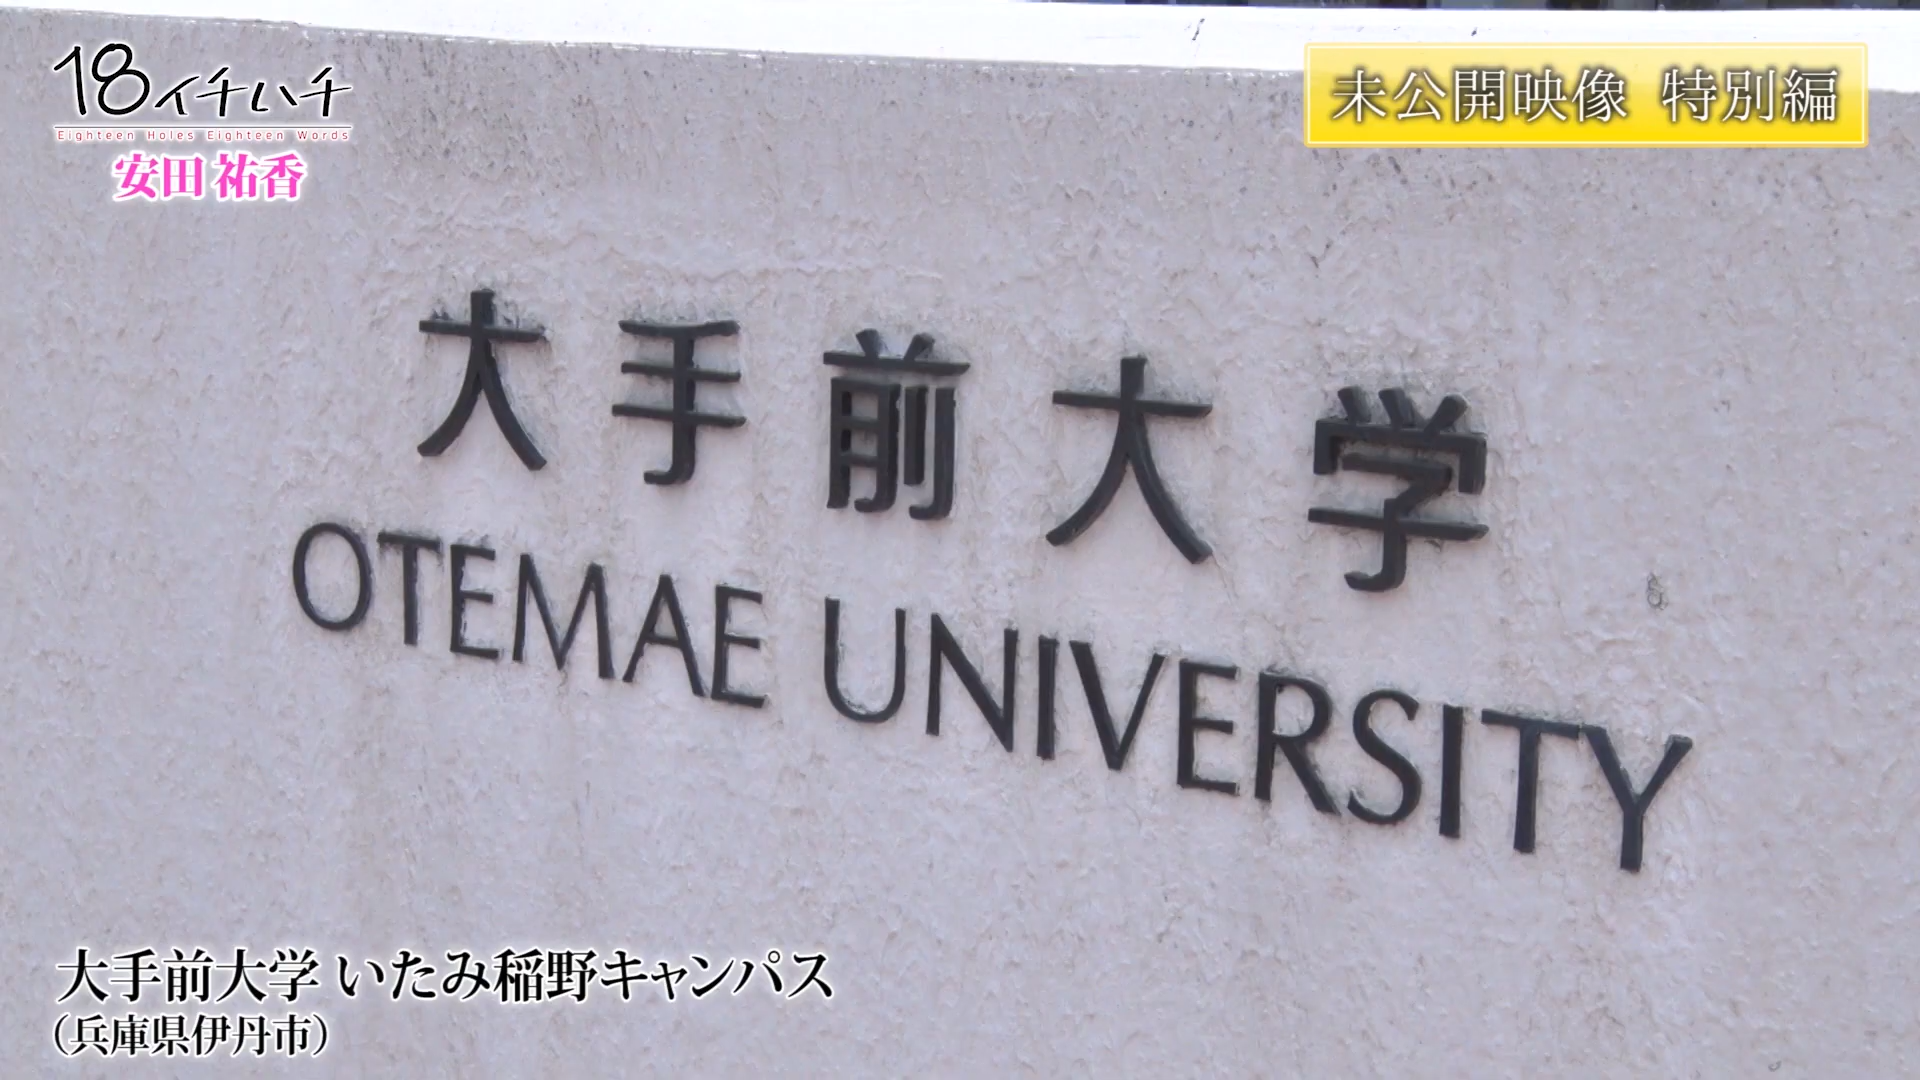 18イチハチ
Eighteen Holes Eighteen Words
安田 祐香
未公開映像 特別編
大手前大学
OTEMAE UNIVERSITY
大手前大学 いたみ稲野キャンパス
（兵庫県伊丹市）